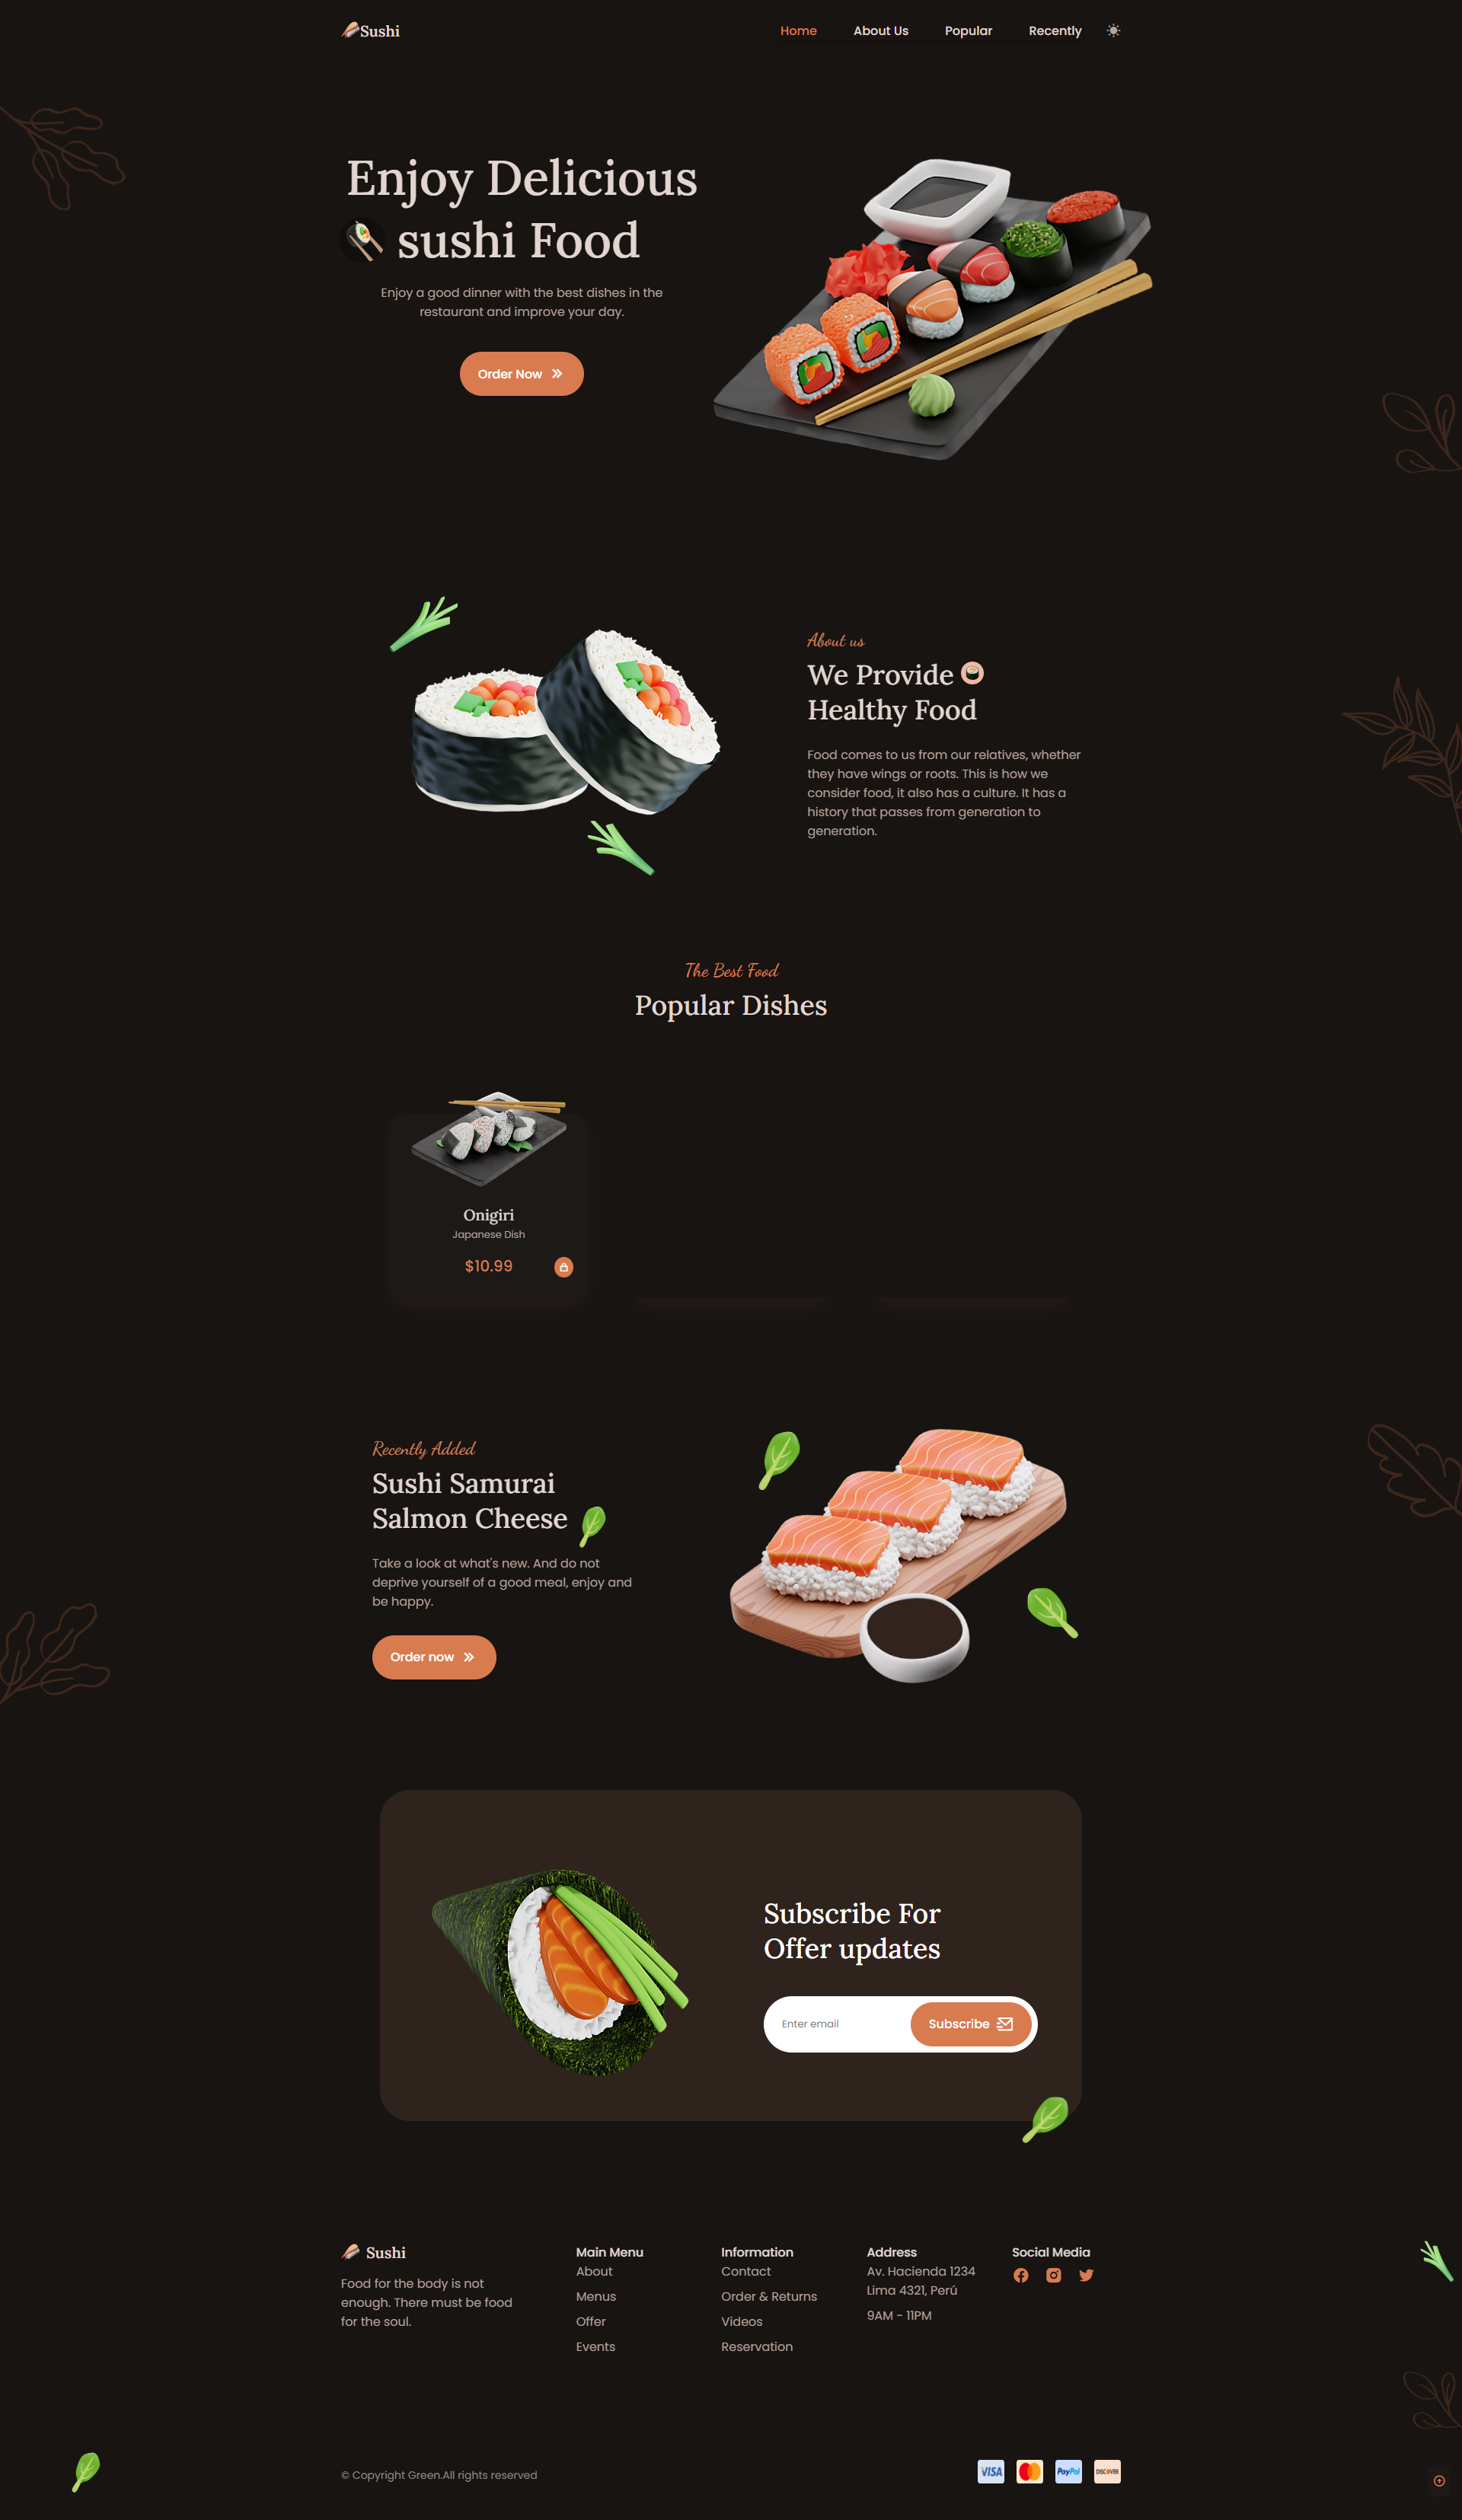 Sushi
Home
About Us
Popular
Recently
Enjoy Delicious
sushi Food
Enjoy a good dinner with the best dishes in the
restaurant and improve your day.
Order Now
About us
We Provide
Healthy Food
Food comes to us from our relatives, whether
they have wings or roots. This is how we
consider food, it also has a culture. It has a
history that passes from generation to
generation.
The Best Food
Popular Dishes
Onigiri
Japanese Dish
$10.99
Recently Added
Sushi Samurai
Salmon Cheese
Take a look at what's new. And do not
deprive yourself of a good meal, enjoy and
be happy.
Order now
Subscribe For
Offer updates
Enter email
Subscribe
Sushi
Food for the body is not
enough. There must be food
for the soul.
Main Menu
About
Menus
Offer
Events
Information
Contact
Order & Returns
Videos
Reservation
Address
Av. Hacienda 1234
Lima 4321, Perú
9AM - 11PM
Social Media
© Copyright Green.All rights reserved
VISA
PayPal
DISCOVER